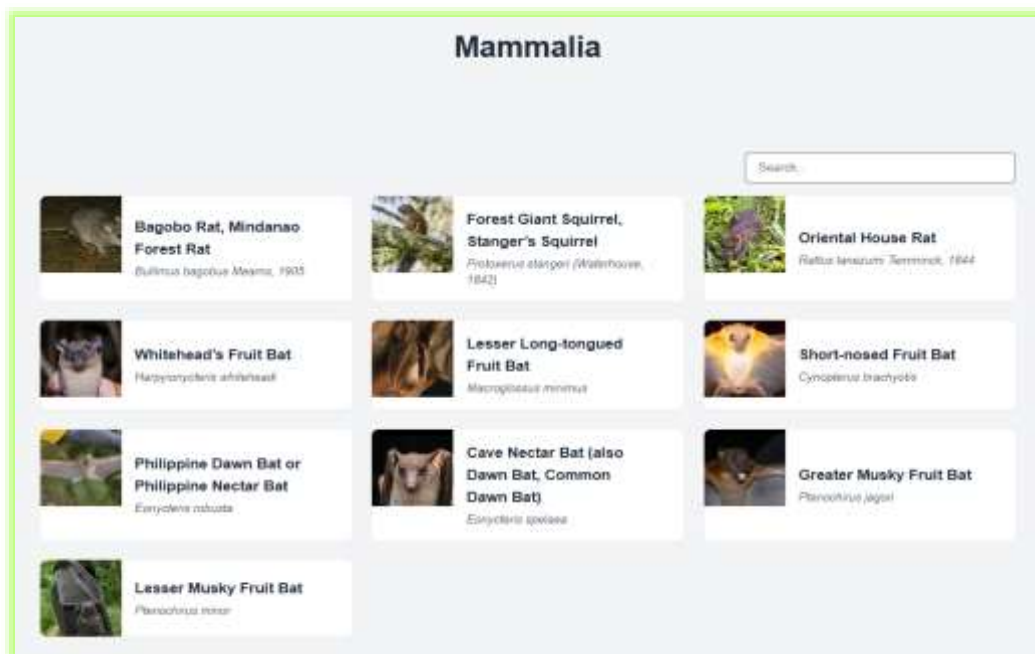 Mammalia
Search...
Bagobo Rat, Mindanao
Forest Rat
Bullimus bagobus Mearns, 1905
Forest Giant Squirrel,
Stanger's Squirrel
Protoxerus stangeri (Waterhouse,
1842)
Oriental House Rat
Rattus tanezumi Temminck, 1844
Whitehead's Fruit Bat
Harpyionycteris whiteheadi
Lesser Long-tongued
Fruit Bat
Macroglossus minimus
Short-nosed Fruit Bat
Cynopterus brachyotis
Philippine Dawn Bat or
Philippine Nectar Bat
Eonycteris robusta
Cave Nectar Bat (also
Dawn Bat, Common
Dawn Bat)
Eonycteris spelaea
Greater Musky Fruit Bat
Ptenochirus jagori
Lesser Musky Fruit Bat
Ptenochirus minor